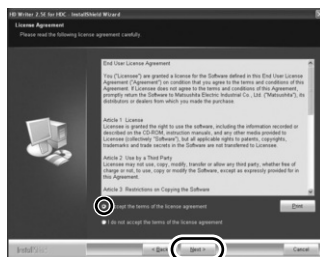 HD Writer 2.5E for HDC - InstallShield Wizard
License Agreement
Please read the following license agreement carefully.
End User License Agreement
You ("Licensees") are granted a license for the Software defined in this End User License
Agreement ("Agreement") on condition that you agree to the terms and conditions of this
Agreement. If Licensees does not agree to the terms and conditions of this Agreement,
promptly return the Software to Matsushita Electric Industrial Co., Ltd. ("Matsushita"), its
distributors or dealers from which you made the purchase.
Article 1 License
Licensee is granted the right to use the software, including the information recorded or
described on the CD-ROM, instruction manuals, and any other media provided to
Licensee (collectively "Software"), but all applicable rights to patents, copyrights,
trademarks and trade secrets in the Software are not transferred to Licensee.
Article 2 Use by a Third Party
Licensee may not use, copy, modify, transfer or allow any third party, whether free of
charge or not, to use, copy or modify the Software, except as expressly provided for in
this Agreement.
Article 3 Restrictions on Copying the Software
accept the terms of the license agreement
Print
I do not accept the terms of the license agreement
InstallShield
< Back
Next >
Cancel